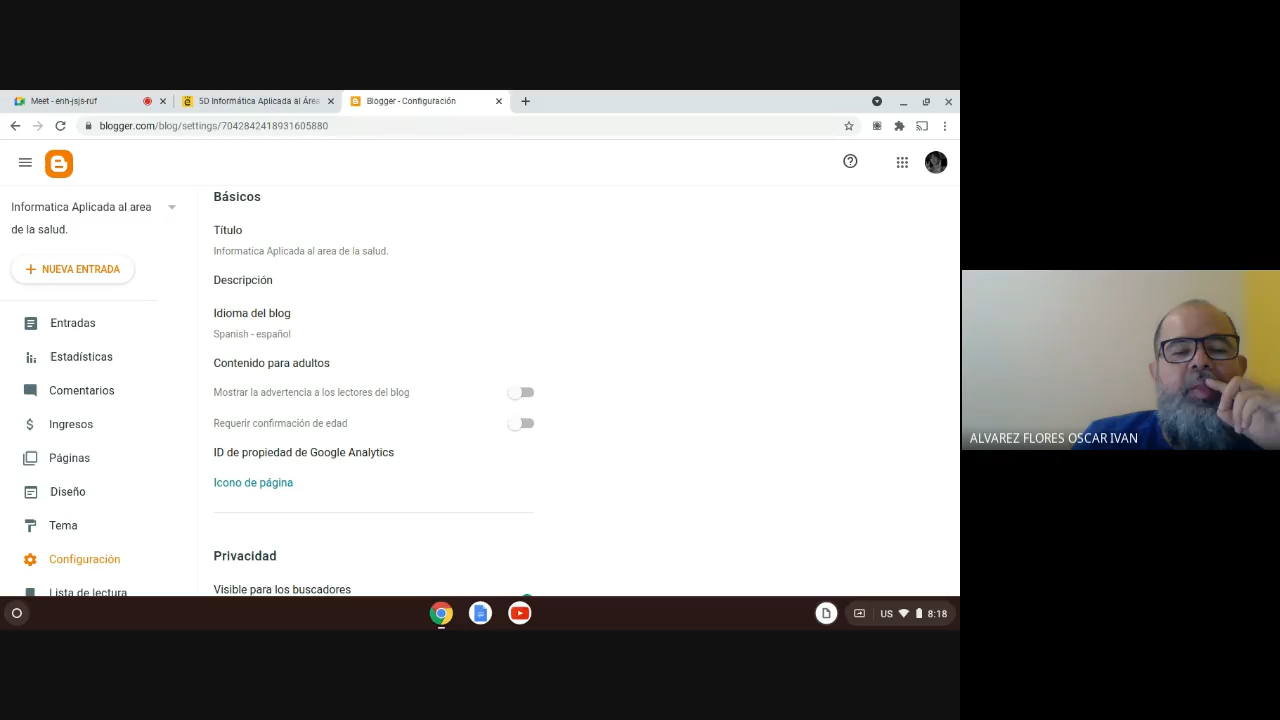 Meet - enh-jsjs-ruf
5D Informática Aplicada al Área
Blogger - Configuración
blogger.com/blog/settings/7042842418931605880
Informatica Aplicada al area
de la salud.
NUEVA ENTRADA
Entradas
Estadísticas
Comentarios
Ingresos
Páginas
Diseño
Tema
Configuración
Lista de lectura
Básicos
Título
Informatica Aplicada al area de la salud.
Descripción
Idioma del blog
Spanish - español
Contenido para adultos
Mostrar la advertencia a los lectores del blog
Requerir confirmación de edad
ID de propiedad de Google Analytics
Icono de página
Privacidad
Visible para los buscadores
US
8:18
ALVAREZ FLORES OSCAR IVAN